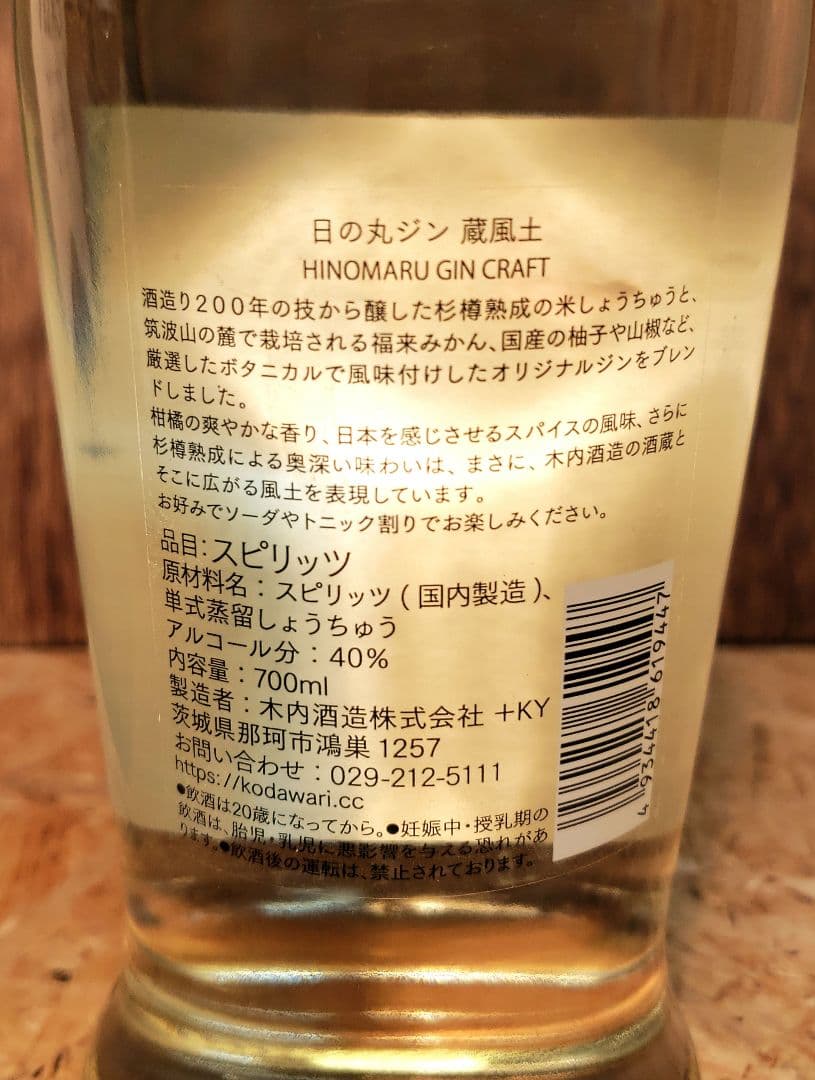 日の丸ジン 蔵風土
HINOMARU GIN CRAFT
酒造り200年の技から醸した杉樽熟成の米しょうちゅうと、
筑波山の麓で栽培される福来みかん、国産の柚子や山椒など、
厳選したボタニカルで風味付けしたオリジナルジンをブレン
ドしました。
柑橘の爽やかな香り、日本を感じさせるスパイスの風味、さらに
杉樽熟成による奥深い味わいは、まさに、木内酒造の酒蔵と
そこに広がる風土を表現しています。
お好みでソーダやトニック割りでお楽しみください。
品目:スピリッツ
原材料名：スピリッツ(国内製造)、
単式蒸留しょうちゅう
アルコール分：40%
内容量：700ml
製造者：木内酒造株式会社 +KY
茨城県那珂市鴻巣1257
お問い合わせ：029-212-5111
https://kodawari.cc
●飲酒は20歳になってから。●妊娠中・授乳期の
飲酒は、胎児・乳児に悪影響を与える恐れがあ
ります。●飲酒後の運転は、禁止されております。
4 934418 619447